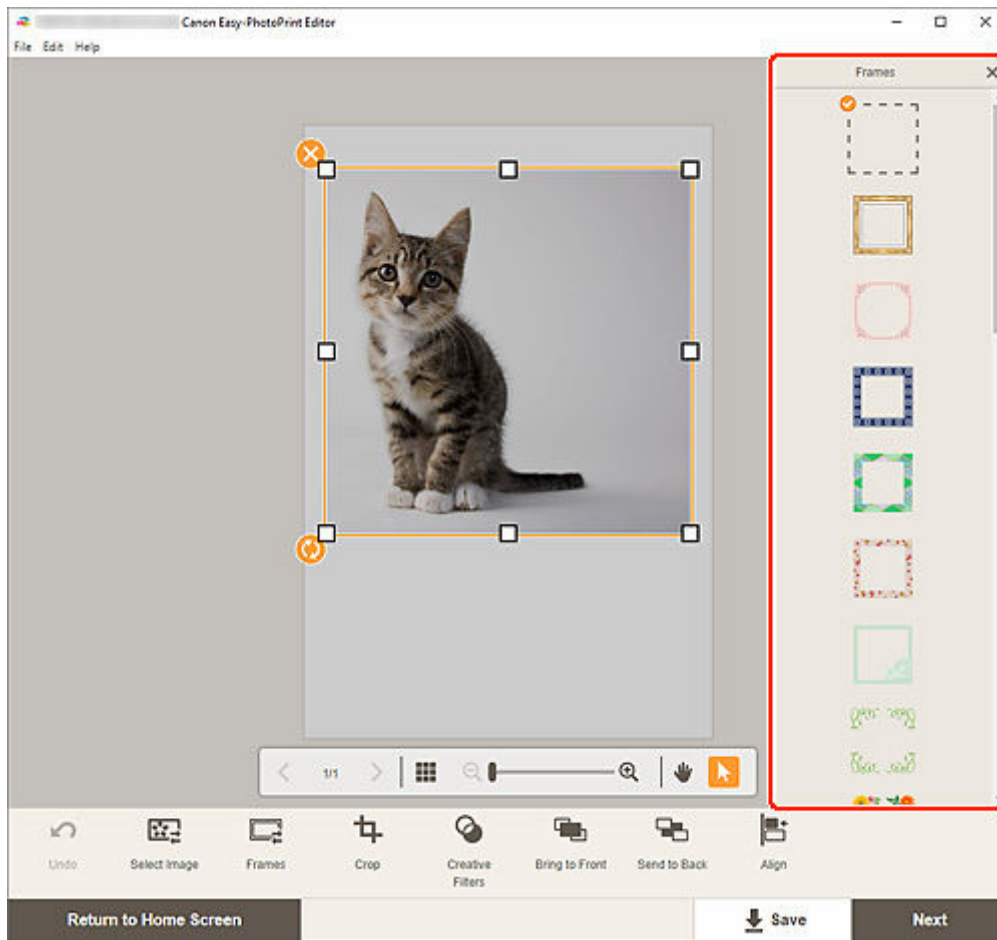 Canon Easy-PhotoPrint Editor
File Edit Help
Frames
1/1
Undo Select Image Frames Crop Creative Filters Bring to Front Send to Back Align
Return to Home Screen Save Next